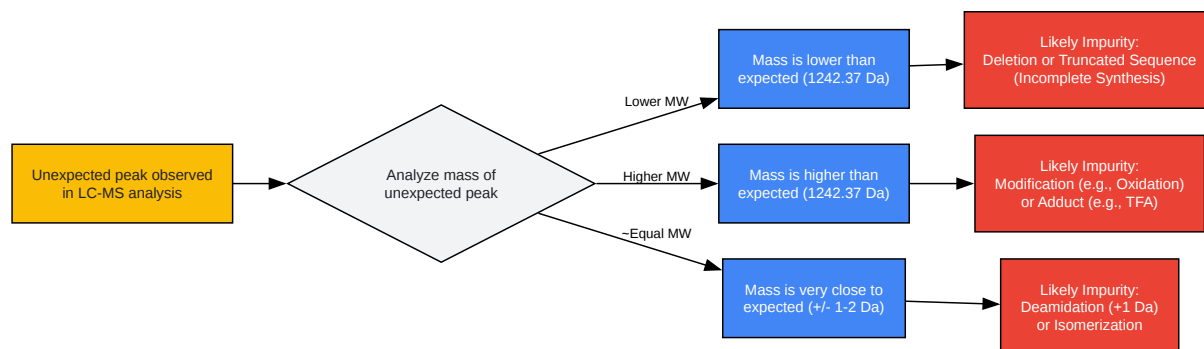 Unexpected peak observed
in LC-MS analysis
Analyze mass of
unexpected peak
Lower MW
Mass is lower than
expected (1242.37 Da)
Likely Impurity:
Deletion or Truncated Sequence
(Incomplete Synthesis)
Higher MW
Mass is higher than
expected (1242.37 Da)
Likely Impurity:
Modification (e.g., Oxidation)
or Adduct (e.g., TFA)
~Equal MW
Mass is very close to
expected (+/- 1-2 Da)
Likely Impurity:
Deamidation (+1 Da)
or Isomerization